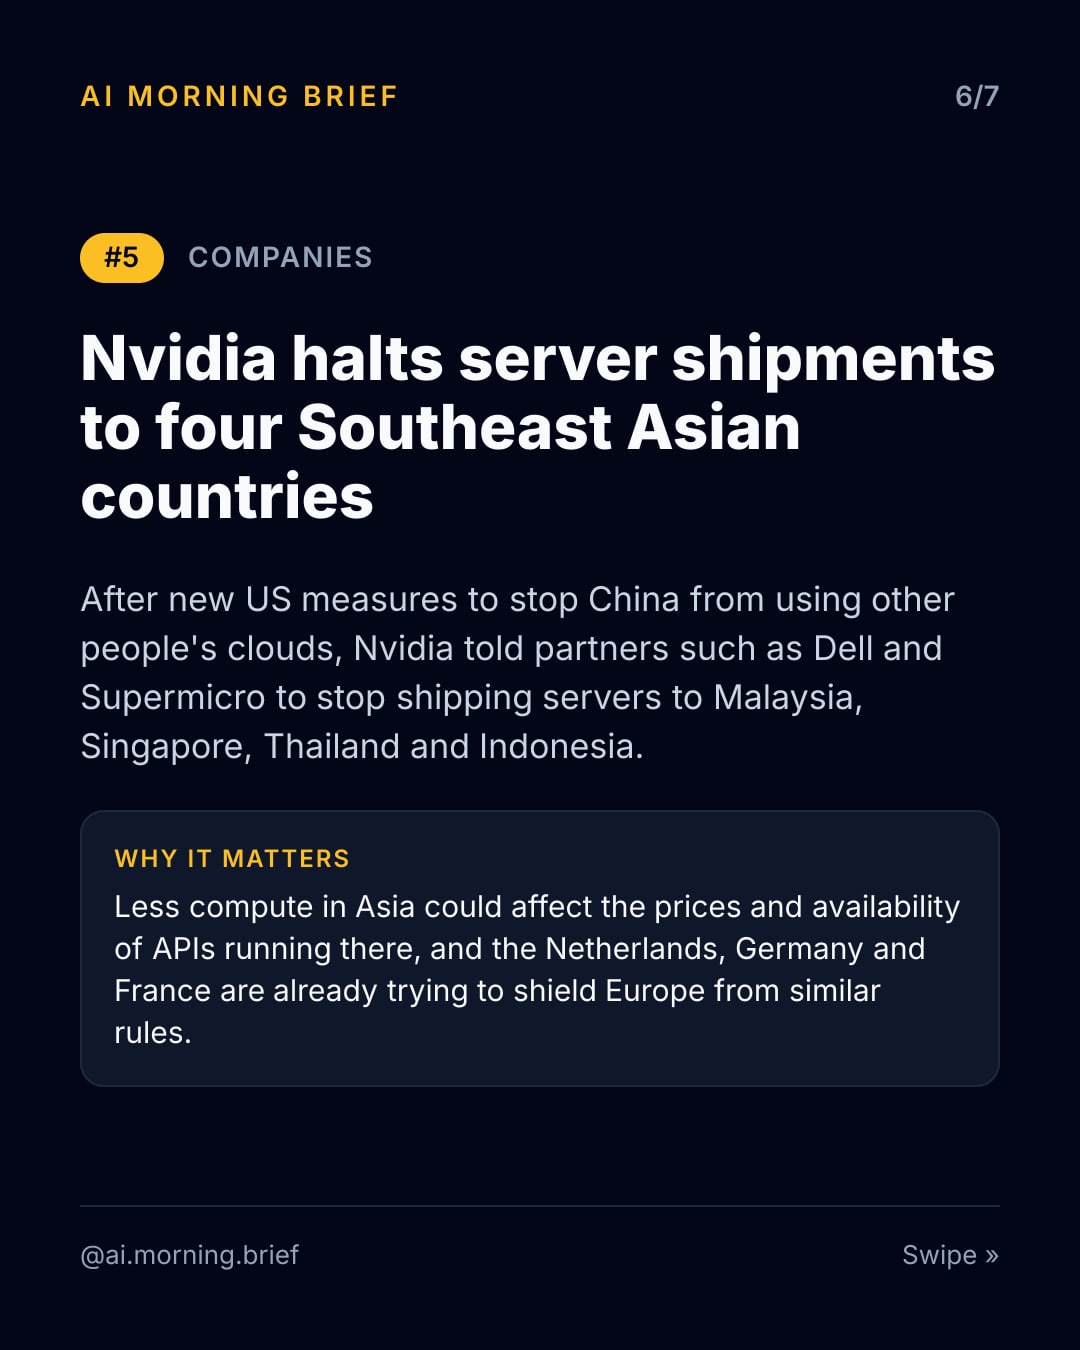 AI MORNING BRIEF
6/7
#5
COMPANIES
Nvidia halts server shipments
to four Southeast Asian
countries
After new US measures to stop China from using other
people's clouds, Nvidia told partners such as Dell and
Supermicro to stop shipping servers to Malaysia,
Singapore, Thailand and Indonesia.
WHY IT MATTERS
Less compute in Asia could affect the prices and availability
of APIs running there, and the Netherlands, Germany and
France are already trying to shield Europe from similar
rules.
@ai.morning.brief
Swipe »